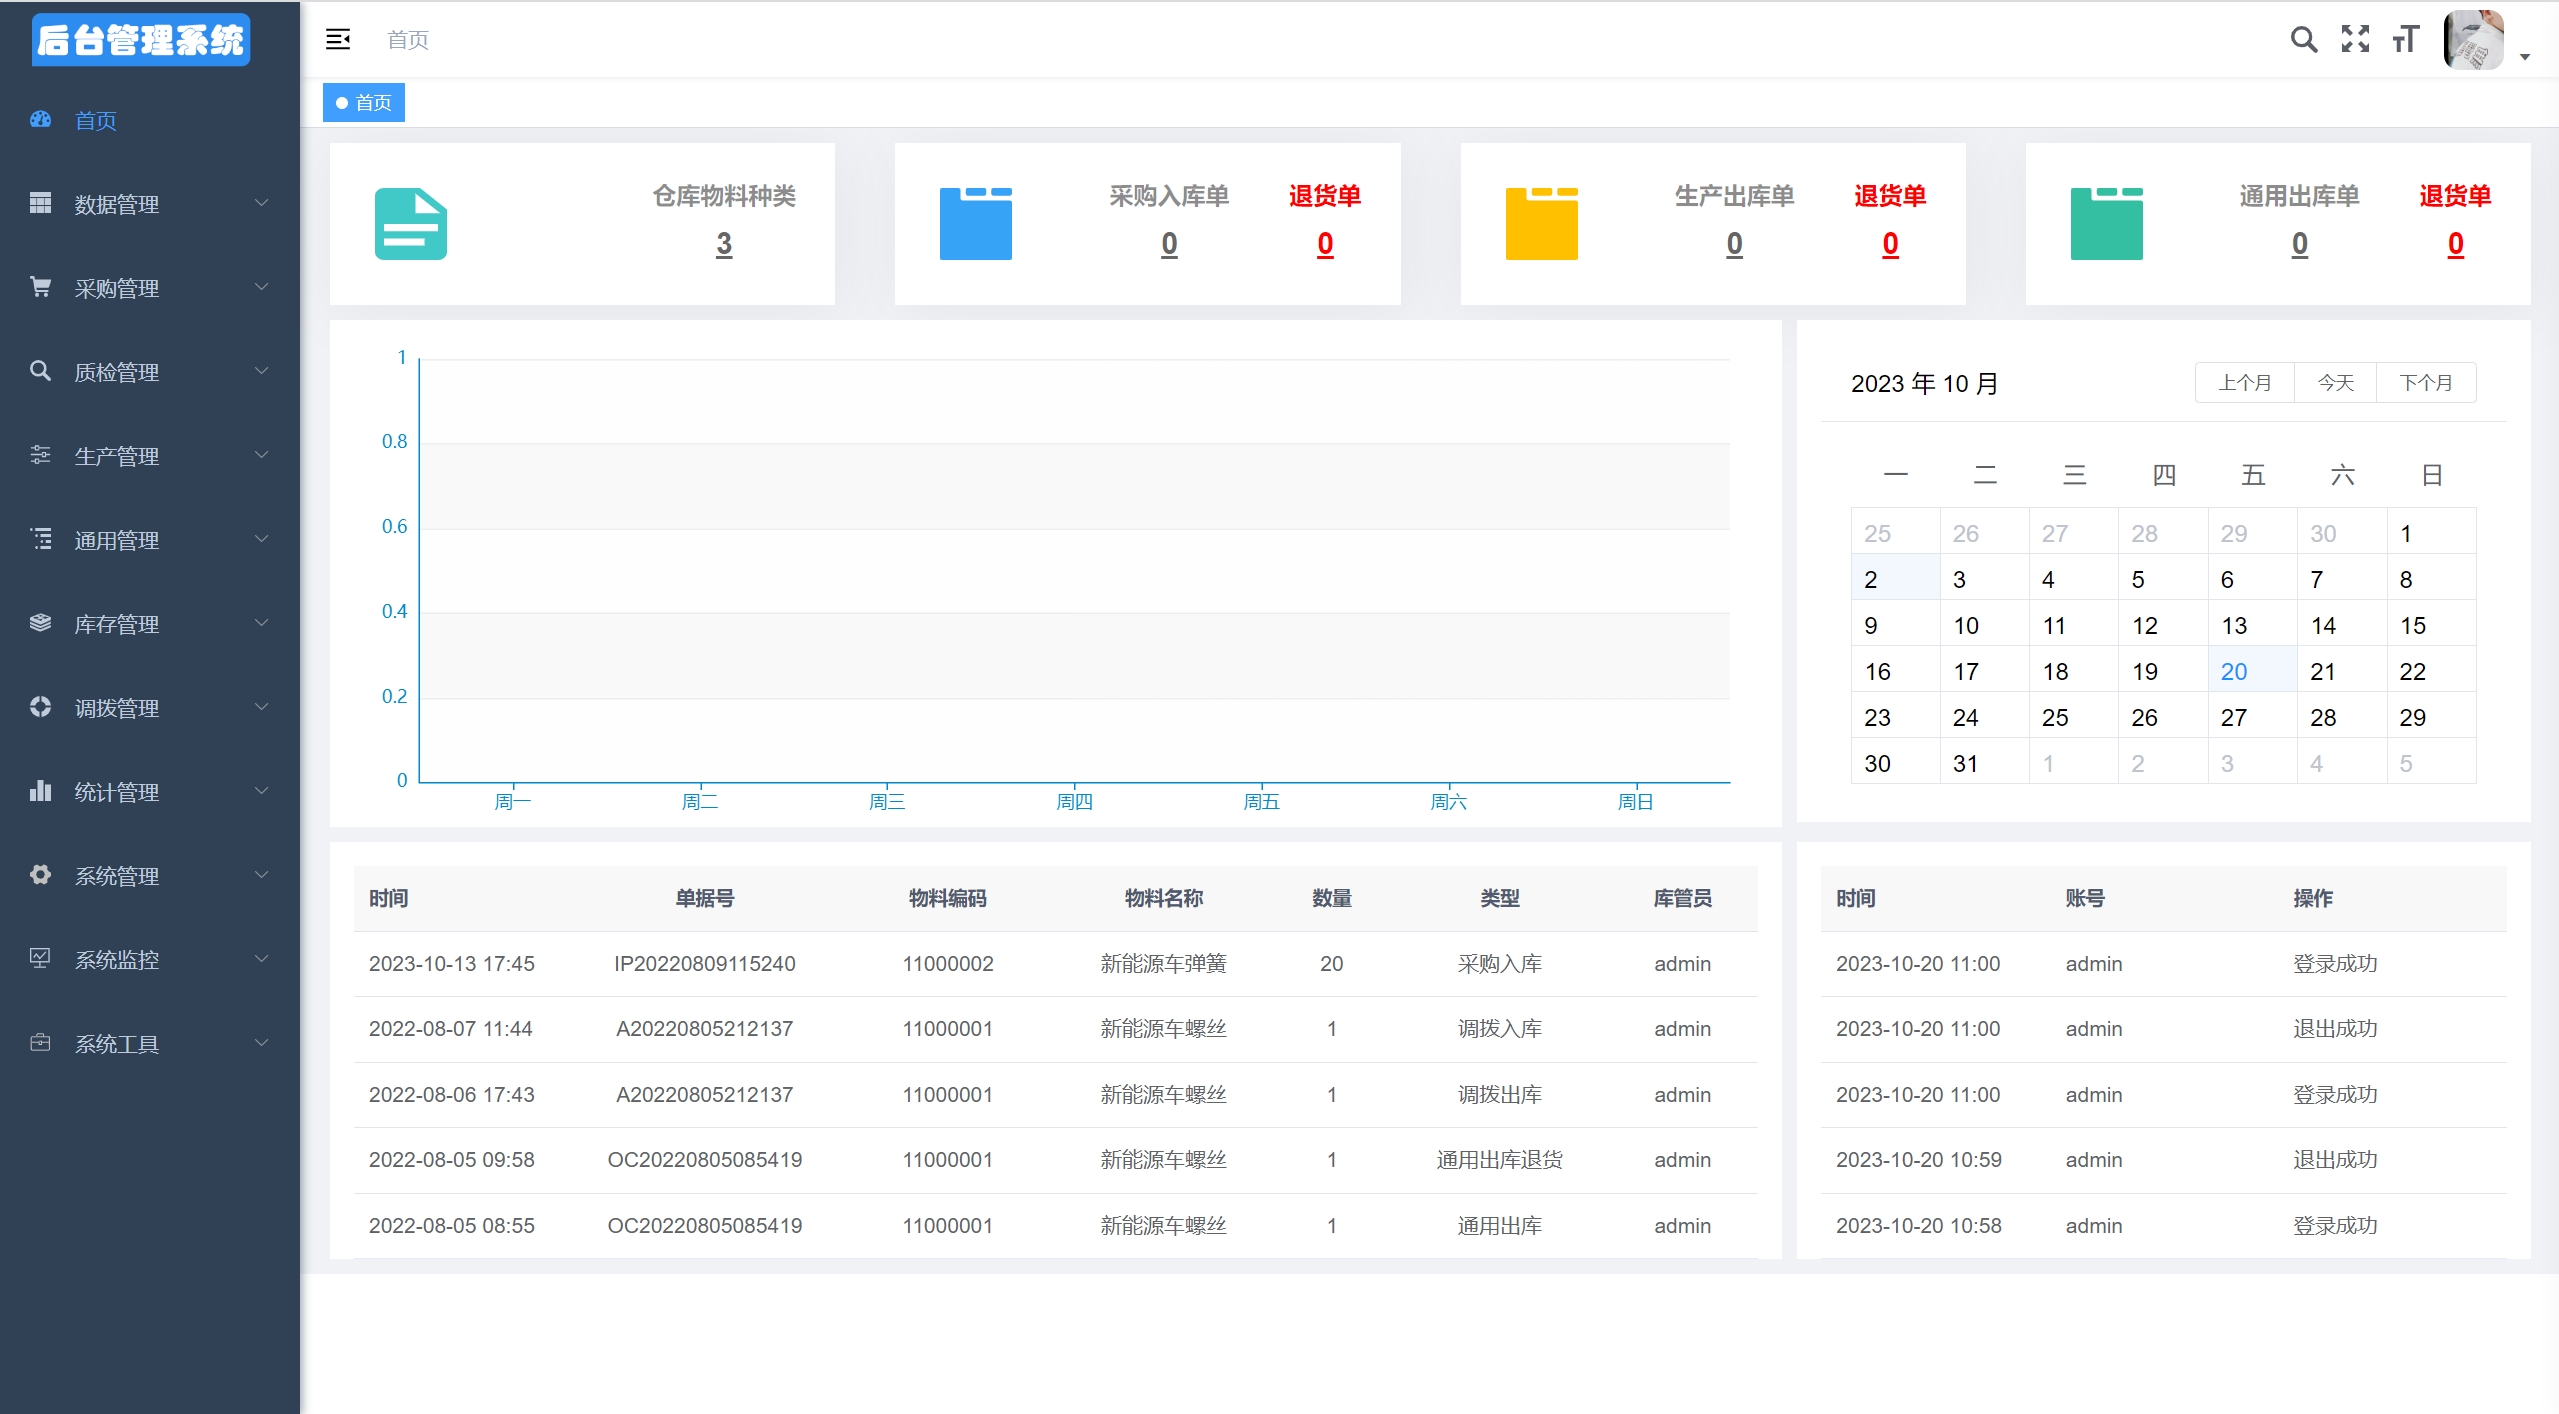 后台管理系统
首页
数据管理
采购管理
质检管理
生产管理
通用管理
库存管理
调拨管理
统计管理
系统管理
系统监控
系统工具
首页
首页
仓库物料种类
3
采购入库单 退货单
0 0
生产出库单 退货单
0 0
通用出库单 退货单
0 0
1
0.8
0.6
0.4
0.2
0
周一 周二 周三 周四 周五 周六 周日
2023 年 10 月 上个月 今天 下个月
一 二 三 四 五 六 日
25 26 27 28 29 30 1
2 3 4 5 6 7 8
9 10 11 12 13 14 15
16 17 18 19 20 21 22
23 24 25 26 27 28 29
30 31 1 2 3 4 5
时间 单据号 物料编码 物料名称 数量 类型 库管员
2023-10-13 17:45 IP20220809115240 11000002 新能源车弹簧 20 采购入库 admin
2022-08-07 11:44 A20220805212137 11000001 新能源车螺丝 1 调拨入库 admin
2022-08-06 17:43 A20220805212137 11000001 新能源车螺丝 1 调拨出库 admin
2022-08-05 09:58 OC20220805085419 11000001 新能源车螺丝 1 通用出库退货 admin
2022-08-05 08:55 OC20220805085419 11000001 新能源车螺丝 1 通用出库 admin
时间 账号 操作
2023-10-20 11:00 admin 登录成功
2023-10-20 11:00 admin 退出成功
2023-10-20 11:00 admin 登录成功
2023-10-20 10:59 admin 退出成功
2023-10-20 10:58 admin 登录成功